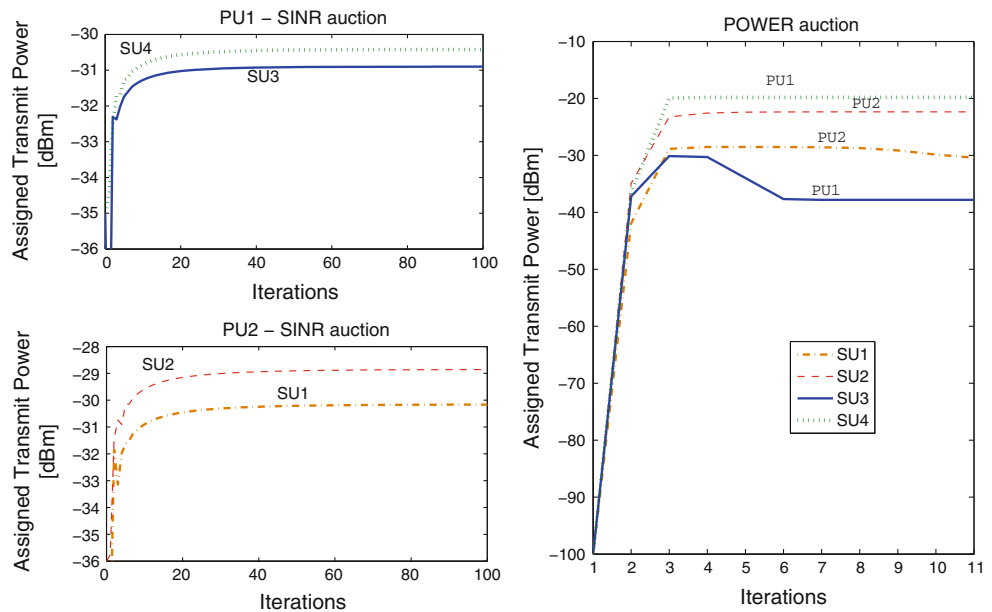 PU1 – SINR auction
Assigned Transmit Power
[dBm]
−30
−31
−32
−33
−34
−35
−36
SU4
SU3
0 20 40 60 80 100
Iterations
PU2 – SINR auction
Assigned Transmit Power
[dBm]
−28
−29
−30
−31
−32
−33
−34
−35
−36
SU2
SU1
0 20 40 60 80 100
Iterations
POWER auction
Assigned Transmit Power [dBm]
−10
−20
−30
−40
−50
−60
−70
−80
−90
−100
PU1
PU2
PU2
PU1
SU1
SU2
SU3
SU4
1 2 3 4 5 6 7 8 9 10 11
Iterations